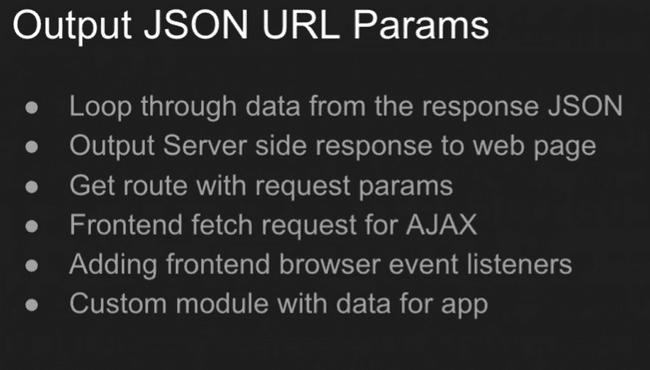 Output JSON URL Params
● Loop through data from the response JSON
● Output Server side response to web page
● Get route with request params
● Frontend fetch request for AJAX
● Adding frontend browser event listeners
● Custom module with data for app